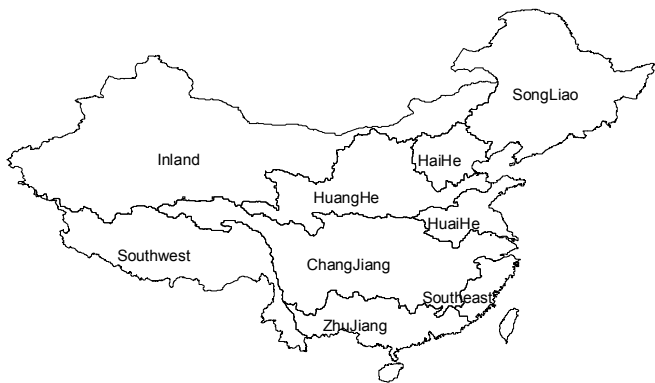 SongLiao
Inland
HaiHe
HuangHe
HuaiHe
Southwest
ChangJiang
Southeast
ZhuJiang